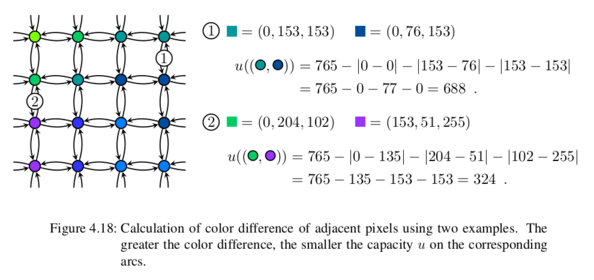 ① ■ = (0, 153, 153) ■ = (0, 76, 153)
u((●, ●)) = 765 − |0 − 0| − |153 − 76| − |153 − 153|
= 765 − 0 − 77 − 0 = 688 .
② ■ = (0, 204, 102) ■ = (153, 51, 255)
u((●, ●)) = 765 − |0 − 135| − |204 − 51| − |102 − 255|
= 765 − 135 − 153 − 153 = 324 .
①
②
Figure 4.18: Calculation of color difference of adjacent pixels using two examples. The
greater the color difference, the smaller the capacity u on the corresponding
arcs.